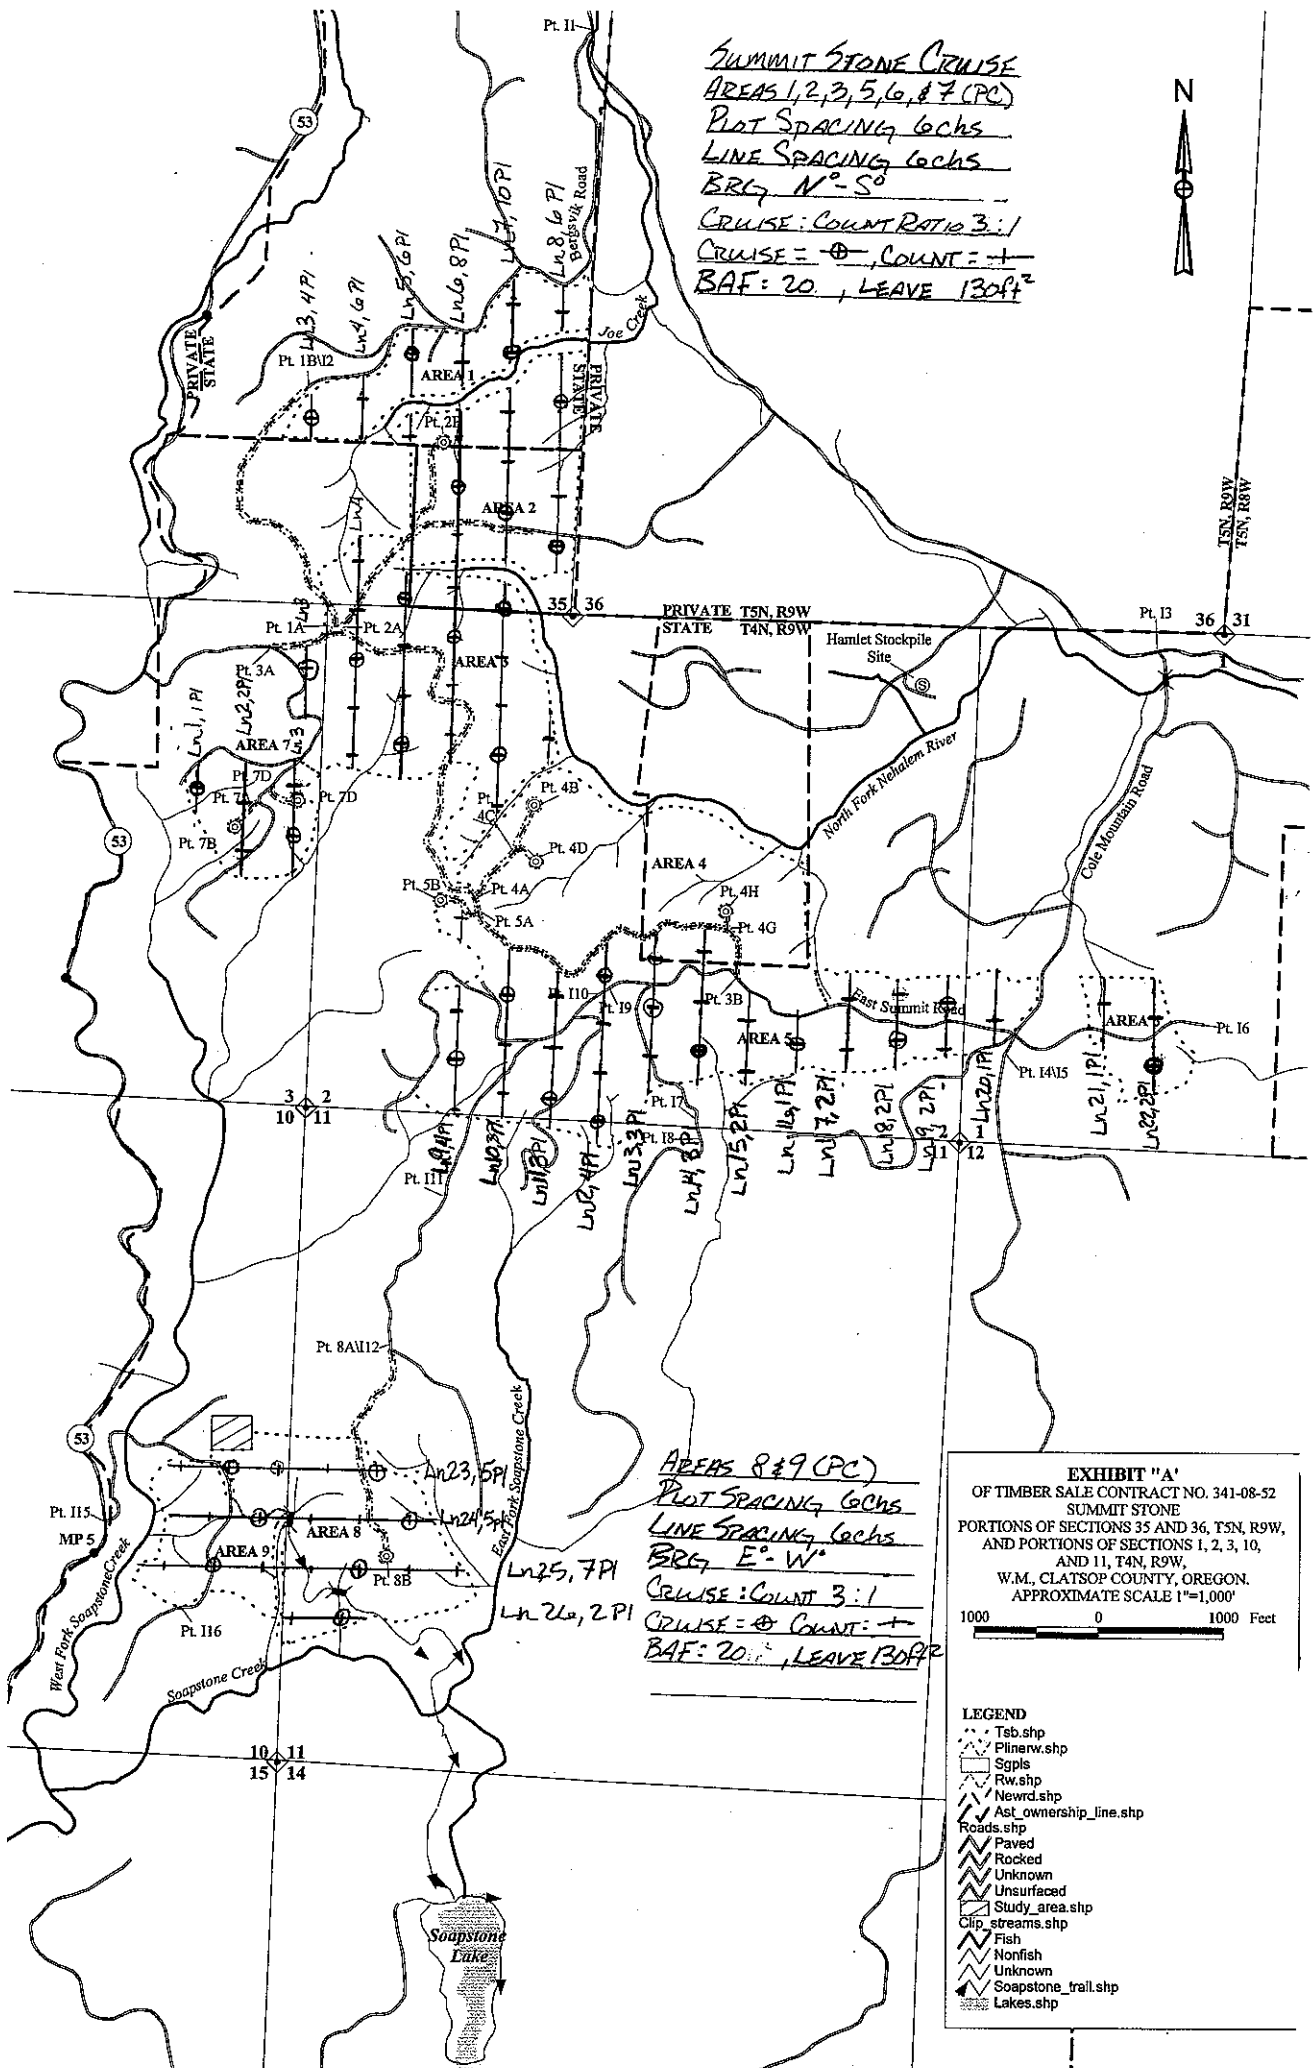 SUMMIT STONE CRUISE
AREAS 1,2,3,5,6,&7 (PC)
PLOT SPACING 6chs
LINE SPACING 6chs
BRG N°-S°
CRUISE: COUNT RATIO 3:1
CRUISE = , COUNT =
BAF: 20 , LEAVE 130ft²
N
Pt. I1
53
Bergsvik Road
Ln3, 4Pl
Ln4, 6Pl
Ln5, 6Pl
Ln6, 8Pl
Ln7, 10Pl
Ln8, 6Pl
PRIVATE
STATE
Pt. 1B\I2
AREA 1
Joe Creek
STATE
PRIVATE
Pt. 2B
Ln4
AREA 2
T5N, R9W
T5N, R8W
35 36
PRIVATE T5N, R9W
STATE T4N, R9W
36 31
1
Pt. I3
Hamlet Stockpile
Site
S
Ln3
Pt. 1A
Pt. 2A
AREA 3
Pt. 3A
Ln1, 1Pl
Ln2, 2Pl
Ln3
AREA 7
Pt. 7D
Pt. 7D
Pt. 7B
53
Pt.
4C
Pt. 4B
Pt. 4D
North Fork Nehalem River
Cole Mountain Road
AREA 4
Pt. 5B
Pt. 4A
Pt. 5A
Pt. 4H
Pt. 4G
Pt. I10
Pt. I9
Pt. 3B
East Summit Road
AREA 5
AREA 6
Pt. I6
Pt. I4\I5
3 2
10 11
Pt. I7
Pt. I8
2 1
11 12
Ln9, 4Pl
Ln10, 3Pl
Ln11, 3Pl
Ln12, 4Pl
Ln13, 3Pl
Ln14, 3Pl
Ln15, 2Pl
Ln16, 1Pl
Ln17, 2Pl
Ln18, 2Pl
Ln19, 2Pl
Ln20, 1Pl
Ln21, 1Pl
Ln22, 2Pl
Pt. I11
Pt. 8A\I12
East Fork Soapstone Creek
53
Ln23, 5Pl
Ln24, 5Pl
Pt. I15
MP 5
AREA 8
AREA 9
Pt. 8B
Ln25, 7Pl
Ln26, 2Pl
Pt. I16
West Fork Soapstone Creek
Soapstone Creek
AREAS 8&9 (PC)
PLOT SPACING 6chs
LINE SPACING 6chs
BRG E°-W°
CRUISE: COUNT 3:1
CRUISE = COUNT: 
BAF: 20 , LEAVE 130ft²
10 11
15 14
Soapstone
Lake
EXHIBIT "A'
OF TIMBER SALE CONTRACT NO. 341-08-52
SUMMIT STONE
PORTIONS OF SECTIONS 35 AND 36, T5N, R9W,
AND PORTIONS OF SECTIONS 1, 2, 3, 10,
AND 11, T4N, R9W,
W.M., CLATSOP COUNTY, OREGON.
APPROXIMATE SCALE 1"=1,000'
1000 0 1000 Feet
LEGEND
Tsb.shp
Plinerw.shp
Sgpls
Rw.shp
Newrd.shp
Ast_ownership_line.shp
Roads.shp
Paved
Rocked
Unknown
Unsurfaced
Study_area.shp
Clip_streams.shp
Fish
Nonfish
Unknown
Soapstone_trail.shp
Lakes.shp